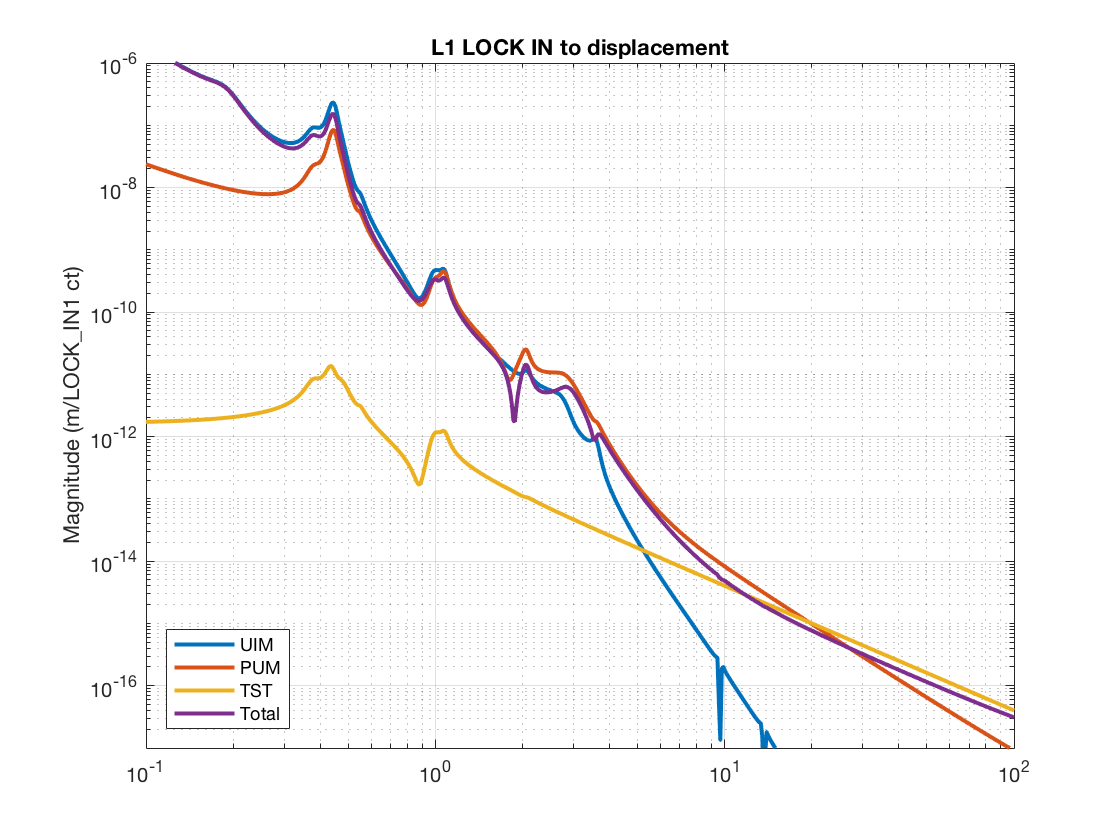 L1 LOCK IN to displacement
Magnitude (m/LOCK_IN1 ct)
10^-6
10^-8
10^-10
10^-12
10^-14
10^-16
UIM
PUM
TST
Total
10^-1
10^0
10^1
10^2